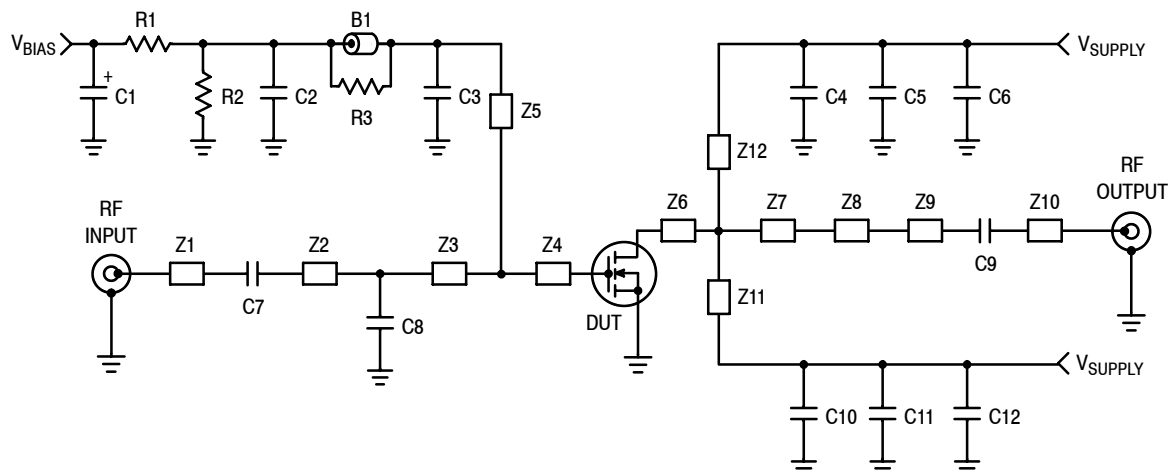 R1
B1
VBIAS
+
C1
R2
C2
R3
C3
Z5
VSUPPLY
C4
C5
C6
Z12
RF
INPUT
Z1
C7
Z2
C8
Z3
Z4
DUT
Z6
Z7
Z8
Z9
C9
Z10
RF
OUTPUT
Z11
VSUPPLY
C10
C11
C12